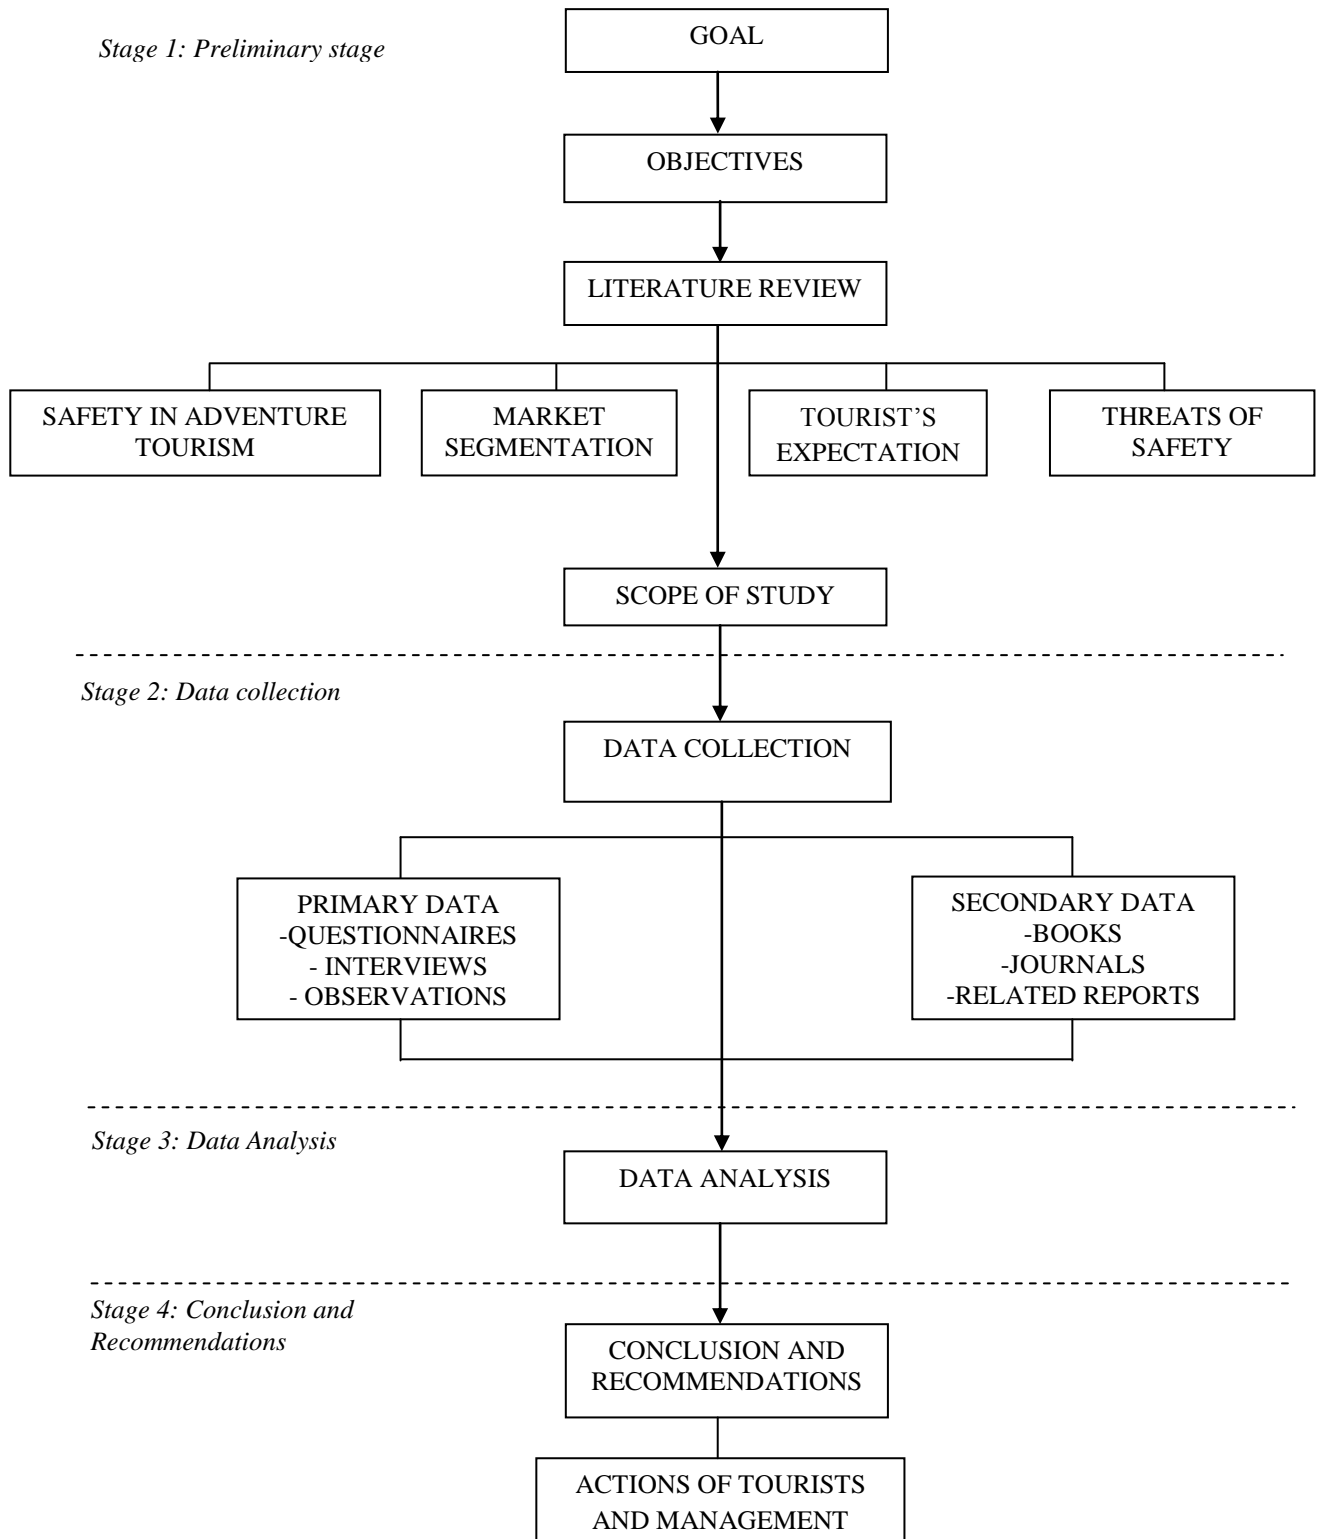 Stage 1: Preliminary stage
GOAL
OBJECTIVES
LITERATURE REVIEW
SAFETY IN ADVENTURE
TOURISM
MARKET
SEGMENTATION
TOURIST’S
EXPECTATION
THREATS OF
SAFETY
SCOPE OF STUDY
Stage 2: Data collection
DATA COLLECTION
PRIMARY DATA
-QUESTIONNAIRES
- INTERVIEWS
- OBSERVATIONS
SECONDARY DATA
-BOOKS
-JOURNALS
-RELATED REPORTS
Stage 3: Data Analysis
DATA ANALYSIS
Stage 4: Conclusion and
Recommendations
CONCLUSION AND
RECOMMENDATIONS
ACTIONS OF TOURISTS
AND MANAGEMENT